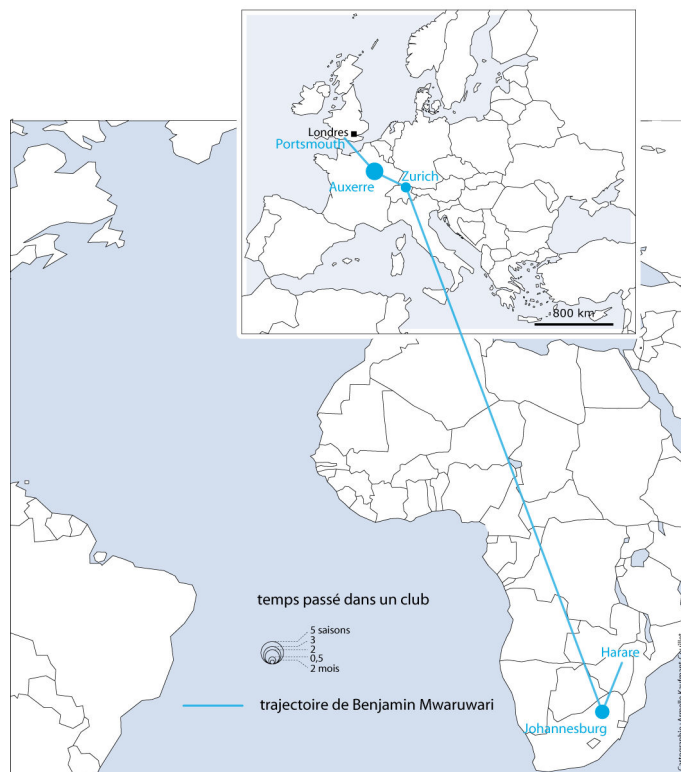 Londres
Portsmouth
Zurich
Auxerre
800 km
temps passé dans un club
5 saisons
3
2
0,5
2 mois
Harare
trajectoire de Benjamin Mwaruwari
Johannesburg